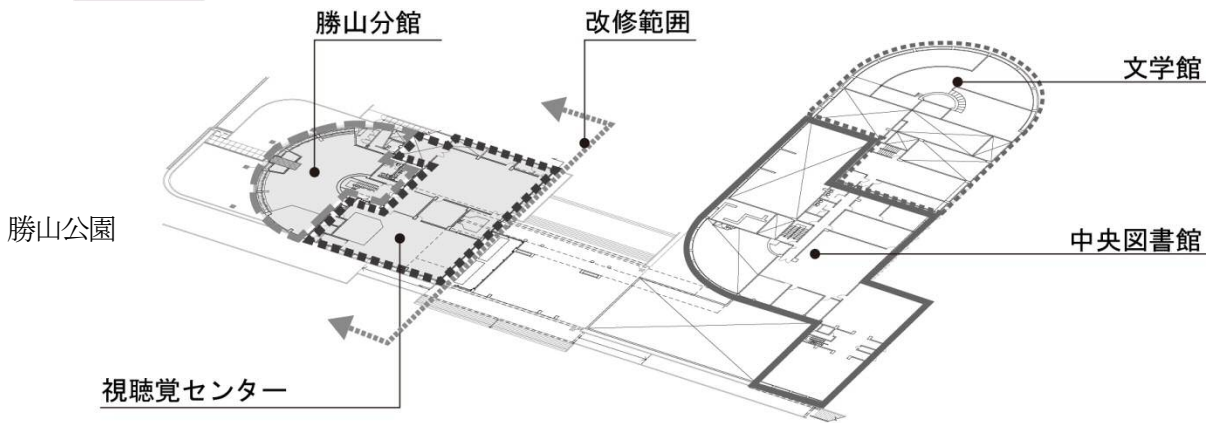 勝山分館
改修範囲
文学館
勝山公園
中央図書館
視聴覚センター